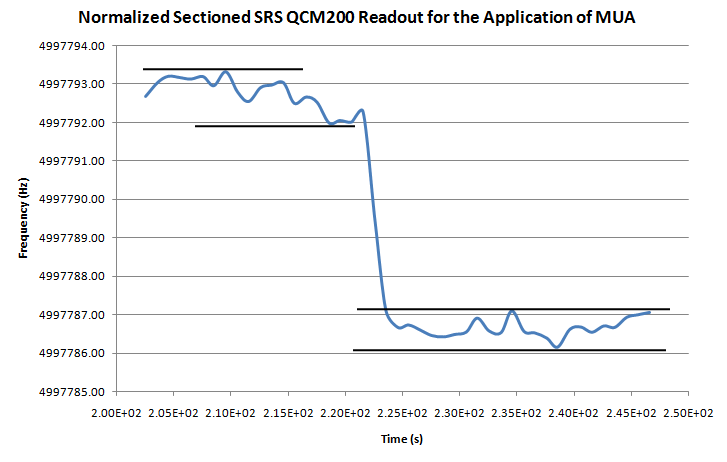 Normalized Sectioned SRS QCM200 Readout for the Application of MUA
4997794.00
4997793.00
4997792.00
4997791.00
4997790.00
4997789.00
4997788.00
4997787.00
4997786.00
4997785.00
Frequency (Hz)
2.00E+02 2.05E+02 2.10E+02 2.15E+02 2.20E+02 2.25E+02 2.30E+02 2.35E+02 2.40E+02 2.45E+02 2.50E+02
Time (s)